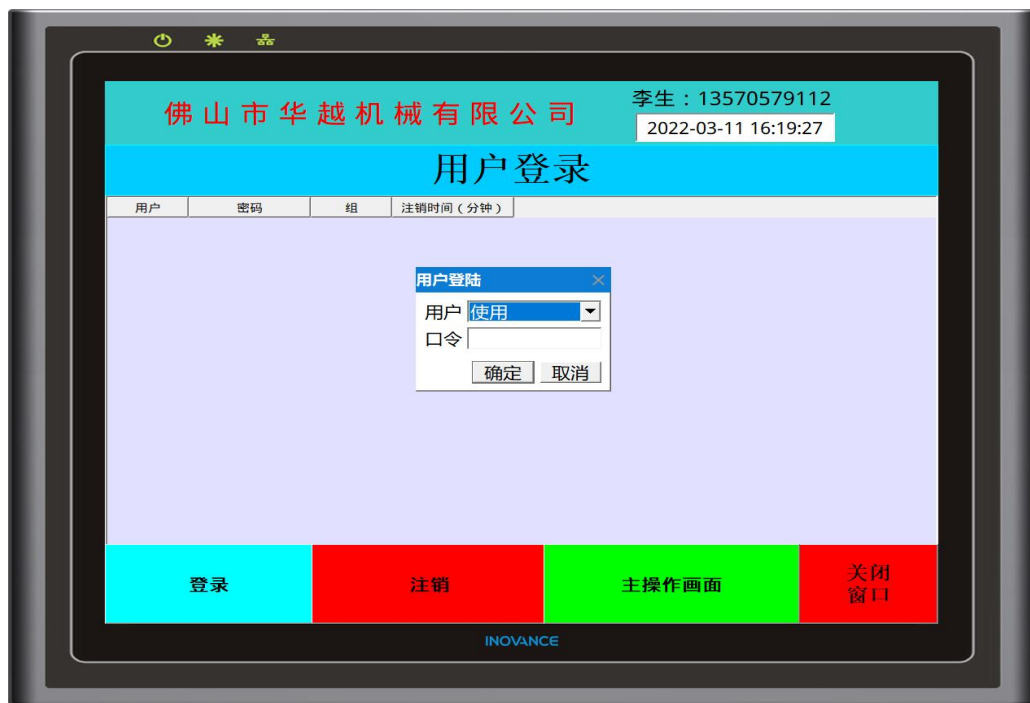 佛山市华越机械有限公司
李生：13570579112
2022-03-11 16:19:27
用户登录
用户 密码 组 注销时间（分钟）
用户登陆
用户 使用
口令
确定 取消
登录 注销 主操作画面 关闭
窗口
INOVANCE